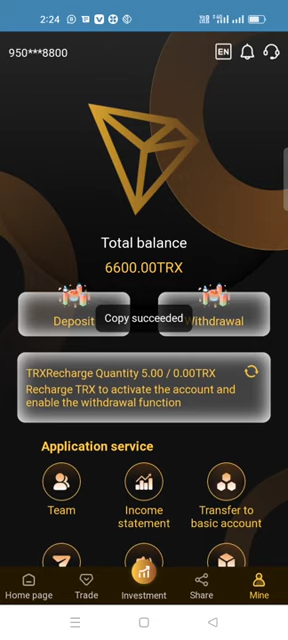 2:24
950***8800
EN
Total balance
6600.00TRX
Deposit
Copy succeeded
Withdrawal
TRXRecharge Quantity 5.00 / 0.00TRX
Recharge TRX to activate the account and
enable the withdrawal function
Application service
Team
Income
statement
Transfer to
basic account
Home page
Trade
Investment
Share
Mine